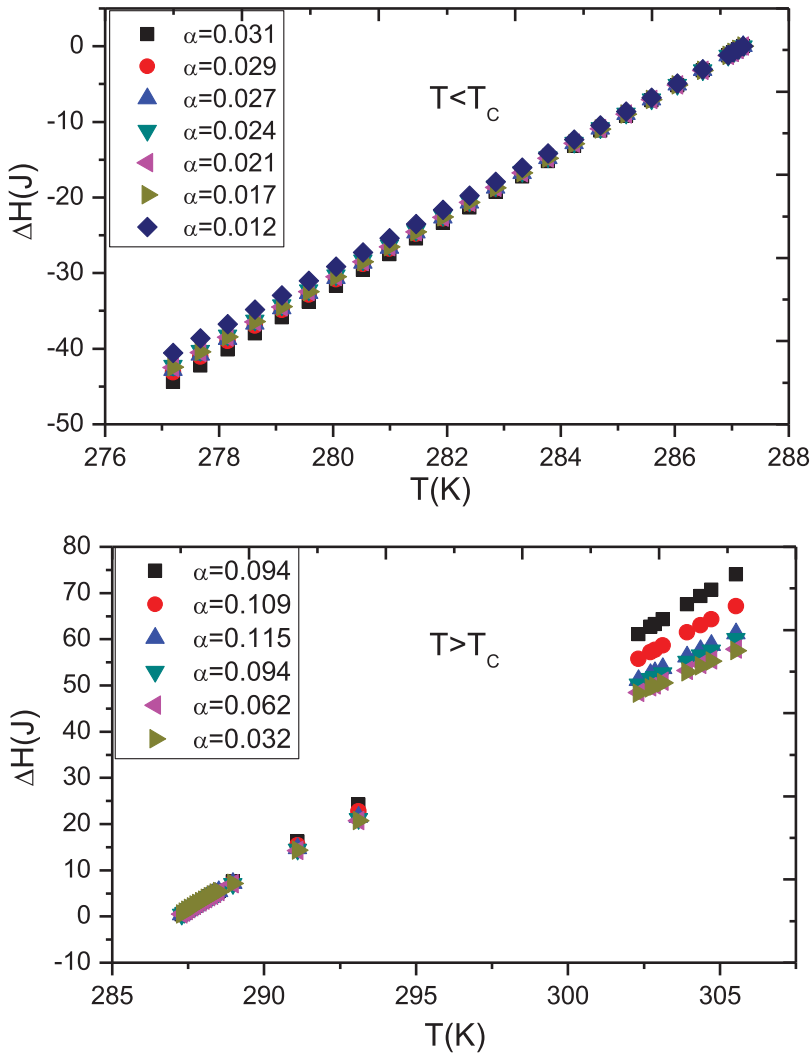 0
-10
-20
-30
-40
-50
ΔH(J)
α=0.031
α=0.029
α=0.027
α=0.024
α=0.021
α=0.017
α=0.012
T<T_C
276 278 280 282 284 286 288
T(K)
80
70
60
50
40
30
20
10
0
-10
ΔH(J)
α=0.094
α=0.109
α=0.115
α=0.094
α=0.062
α=0.032
T>T_C
285 290 295 300 305
T(K)